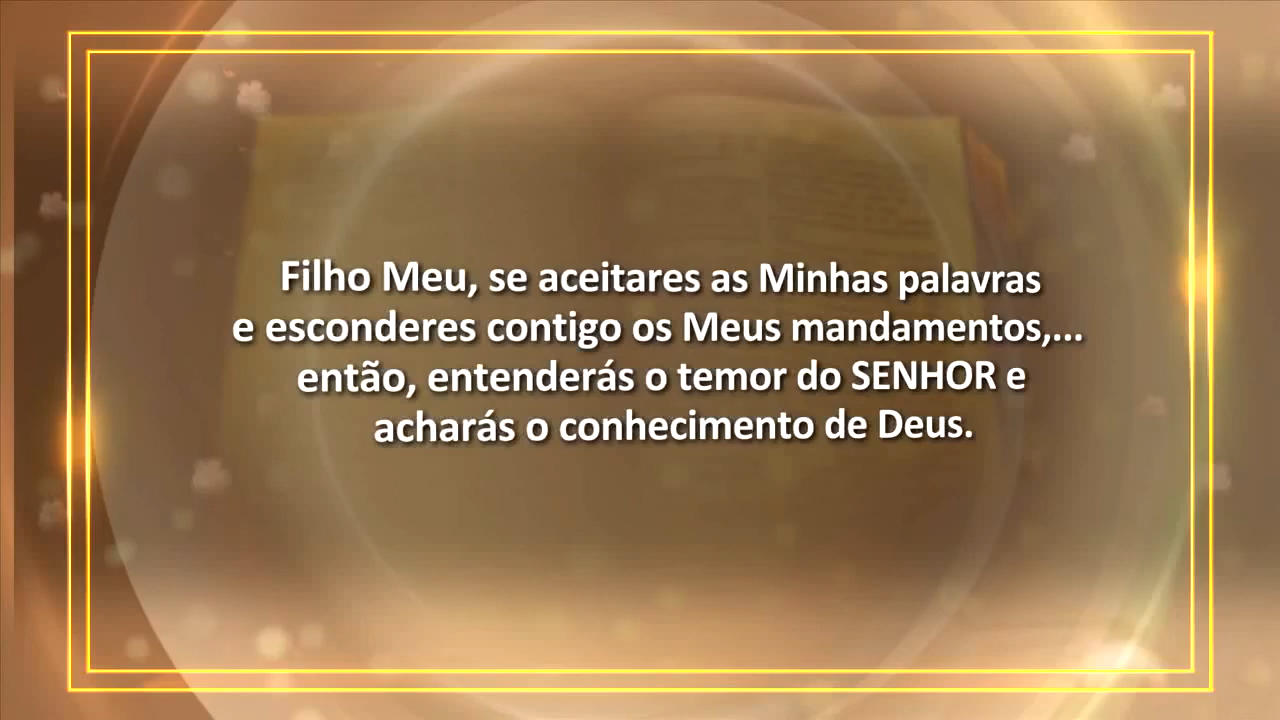 Filho Meu, se aceitares as Minhas palavras
e esconderes contigo os Meus mandamentos,...
então, entenderás o temor do SENHOR e
acharás o conhecimento de Deus.